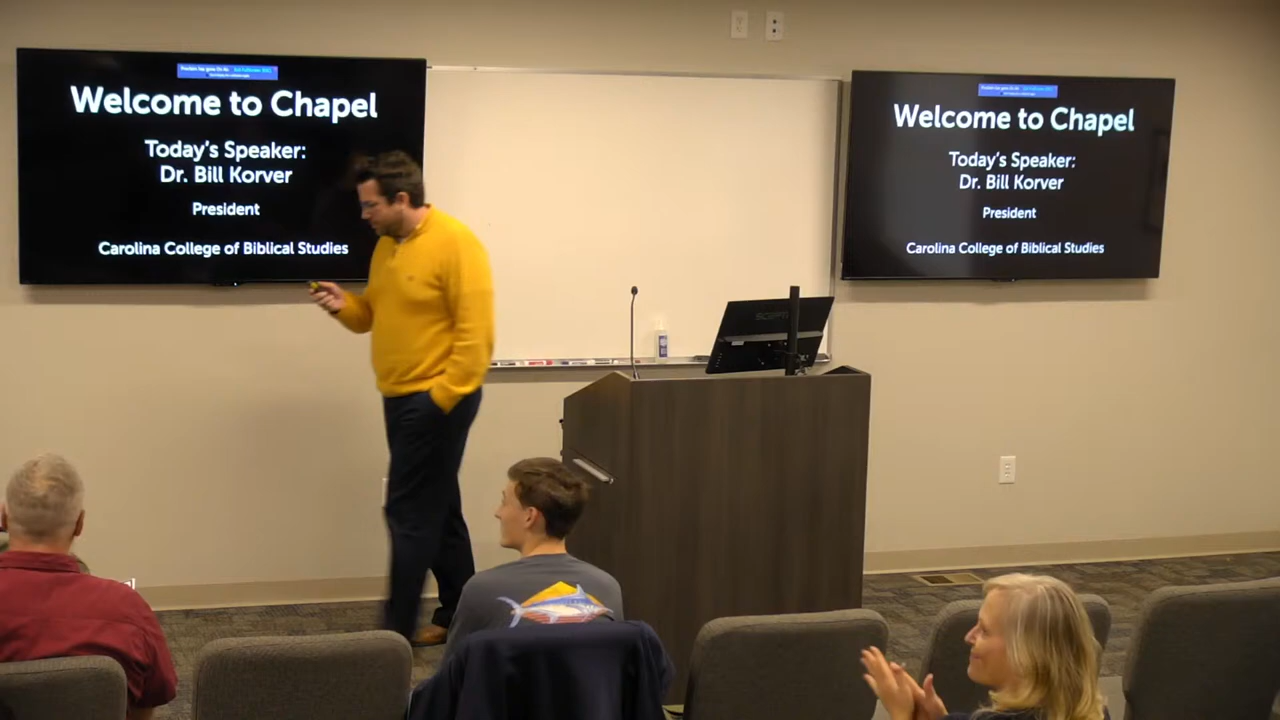 Welcome to Chapel
Today's Speaker:
Dr. Bill Korver
President
Carolina College of Biblical Studies
Welcome to Chapel
Today's Speaker:
Dr. Bill Korver
President
Carolina College of Biblical Studies